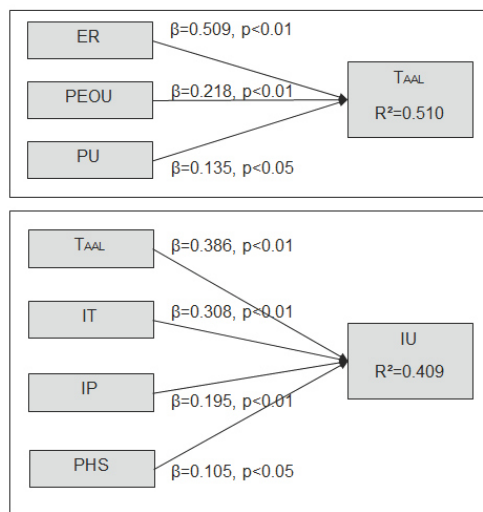 ER
β=0.509, p<0.01
PEOU
β=0.218, p<0.01
PU
β=0.135, p<0.05
TAAL
R²=0.510
TAAL
β=0.386, p<0.01
IT
β=0.308, p<0.01
IP
β=0.195, p<0.01
PHS
β=0.105, p<0.05
IU
R²=0.409